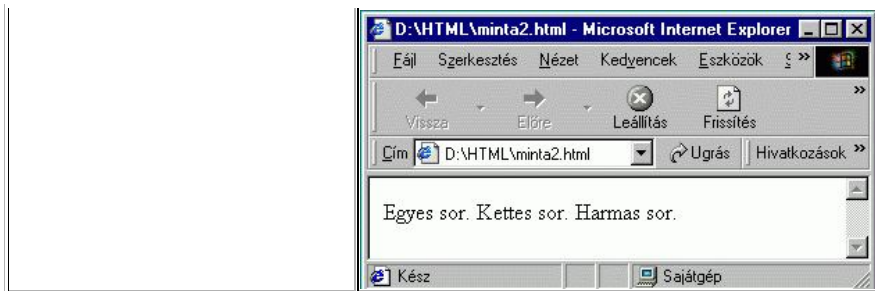 D:\HTML\minta2.html - Microsoft Internet Explorer
Fájl Szerkesztés Nézet Kedvencek Eszközök »
Vissza Előre Leállítás Frissítés »
Cím D:\HTML\minta2.html Ugrás Hivatkozások »
Egyes sor. Kettes sor. Harmas sor.
Kész Sajátgép